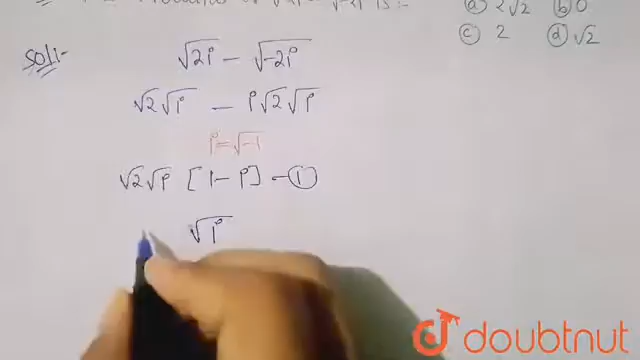 (a) 2√2 (b) 0
(c) 2 (d) √2
Sol:-
√2i - √-2i
√2√i - i√2√i
i=√-1
√2√i [1-i] - (1)
√i
doubtnut